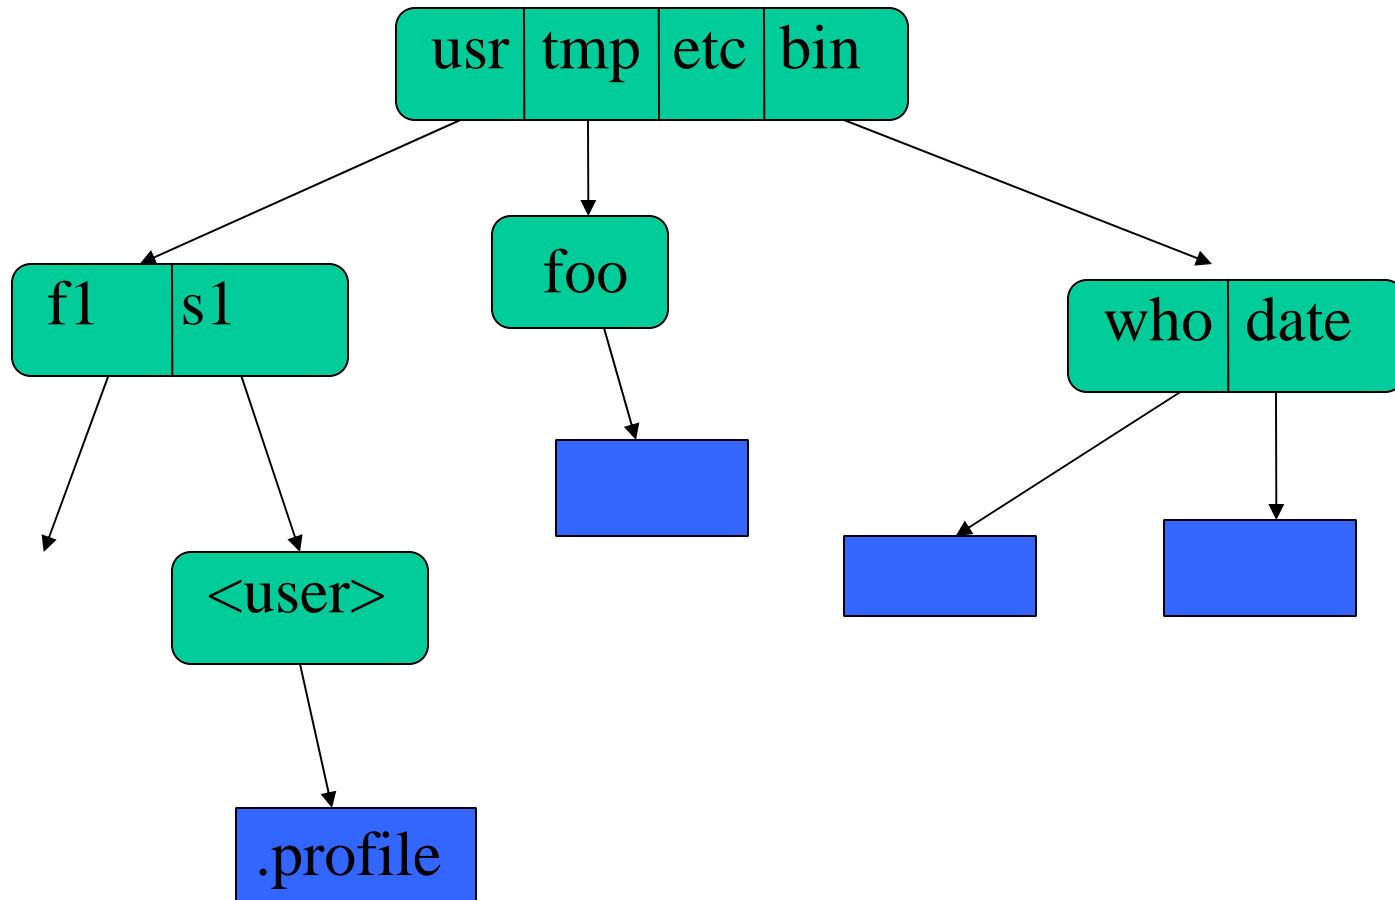 usr tmp etc bin
foo
f1 s1
who date
<user>
.profile